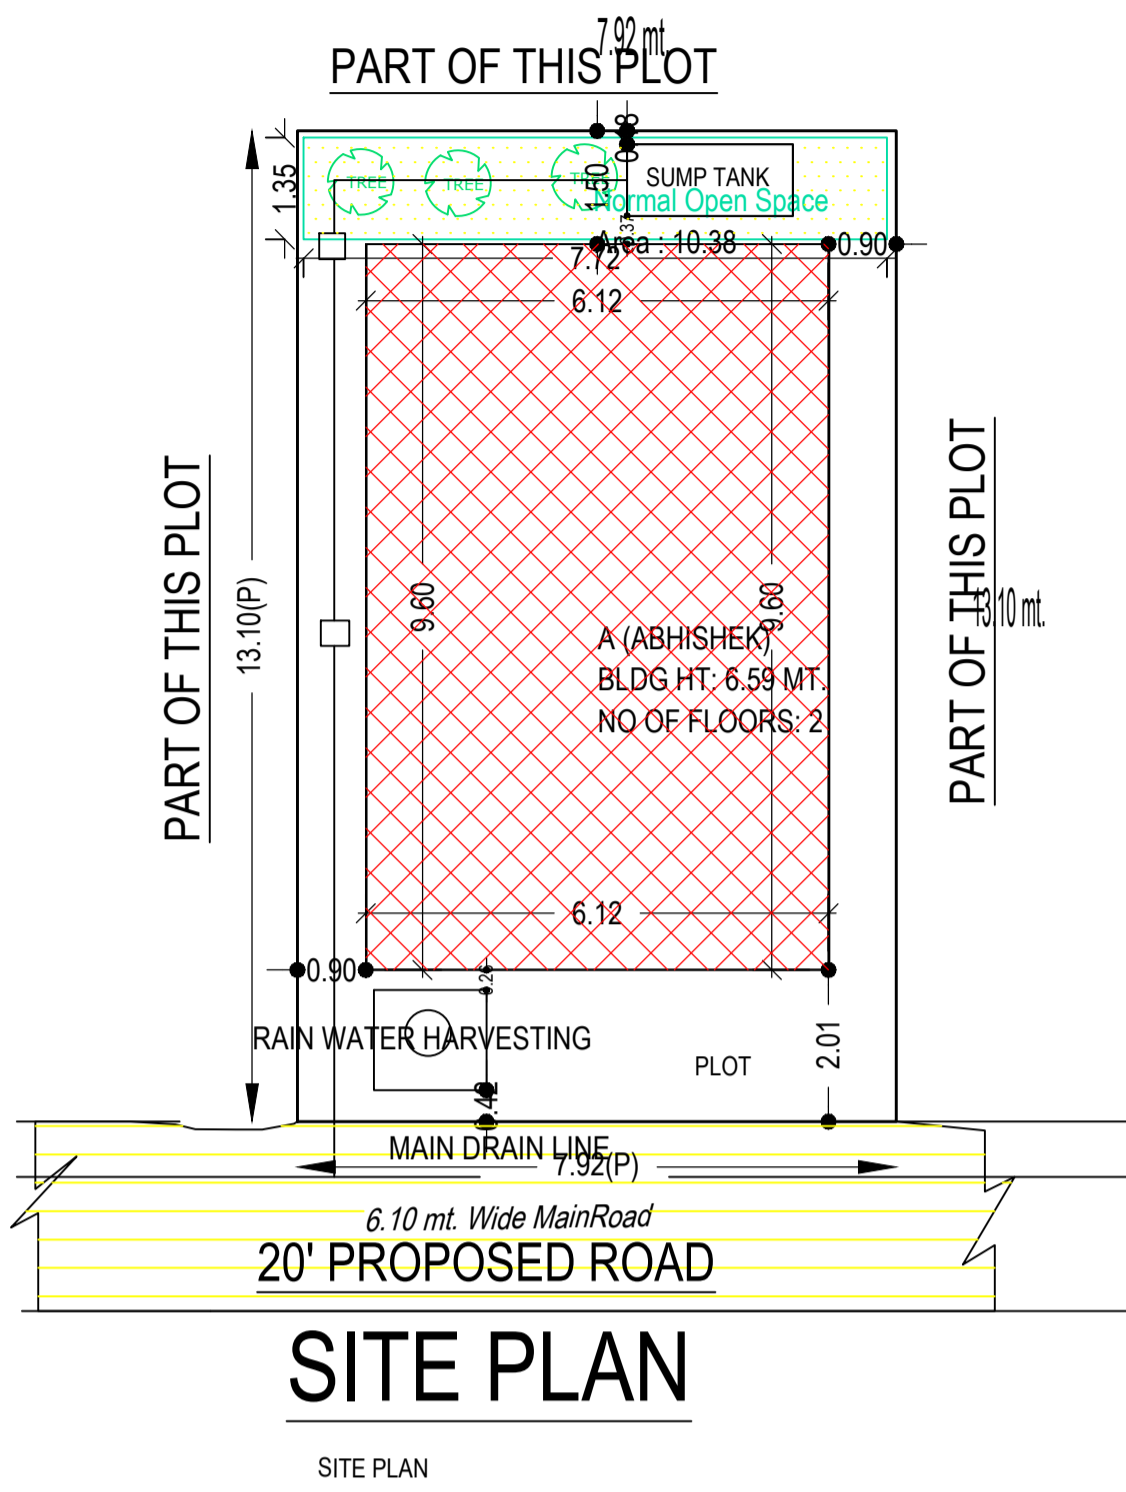 7.92 mt.
PART OF THIS PLOT
1.35
TREE
TREE
TREE
1.50
SUMP TANK
Normal Open Space
Area : 10.38
0.90
7.72
6.12
PART OF THIS PLOT
13.10(P)
9.60
9.60
PART OF THIS PLOT
13.10 mt.
A (ABHISHEK)
BLDG HT: 6.59 MT.
NO OF FLOORS: 2
6.12
0.90
RAIN WATER HARVESTING
PLOT
2.01
MAIN DRAIN LINE
7.92(P)
6.10 mt. Wide MainRoad
20' PROPOSED ROAD
SITE PLAN
SITE PLAN